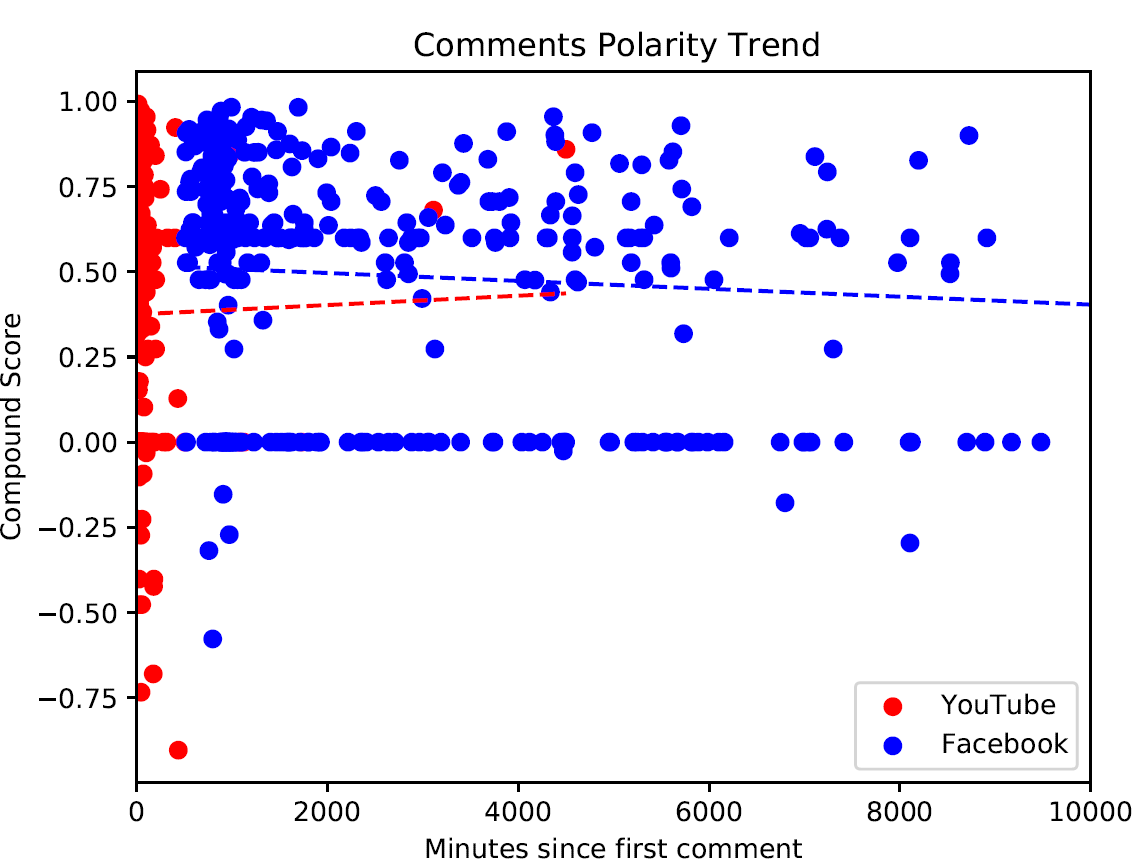 Comments Polarity Trend
Compound Score
1.00
0.75
0.50
0.25
0.00
−0.25
−0.50
−0.75
YouTube
Facebook
0 2000 4000 6000 8000 10000
Minutes since first comment